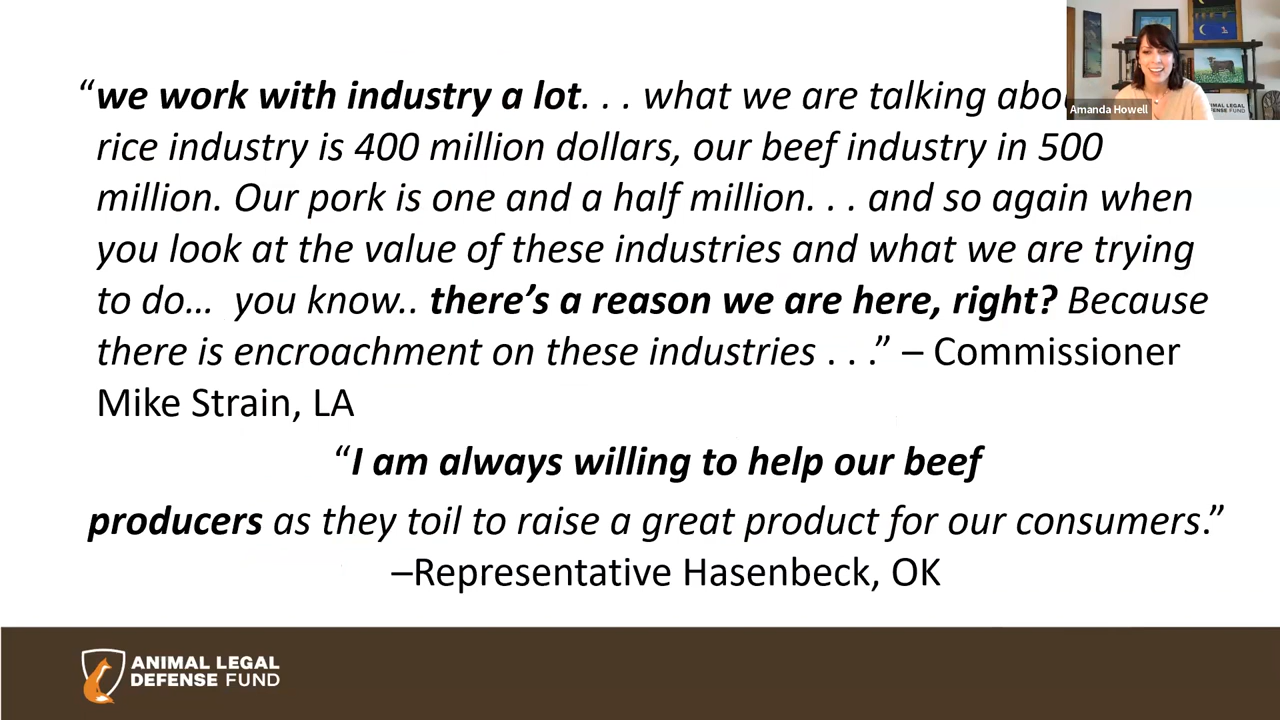 “we work with industry a lot. . . what we are talking abo
rice industry is 400 million dollars, our beef industry in 500
million. Our pork is one and a half million. . . and so again when
you look at the value of these industries and what we are trying
to do… you know.. there’s a reason we are here, right? Because
there is encroachment on these industries . . .” – Commissioner
Mike Strain, LA
“I am always willing to help our beef
producers as they toil to raise a great product for our consumers.”
–Representative Hasenbeck, OK
Amanda Howell
ANIMAL LEGAL
DEFENSE FUND
ANIMAL LEGAL
DEFENSE FUND